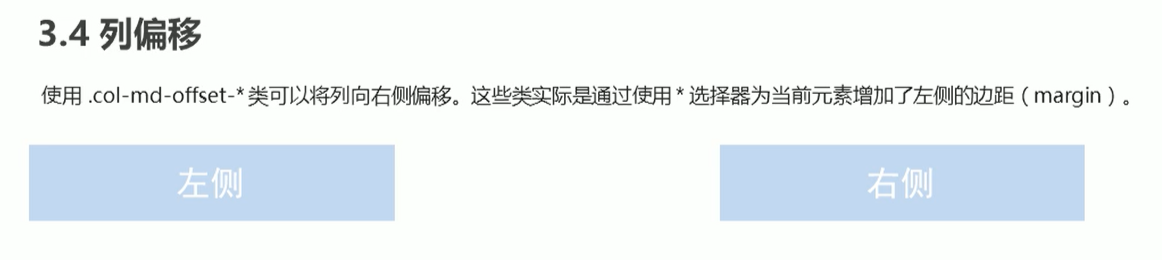 3.4 列偏移
使用 .col-md-offset-* 类可以将列向右侧偏移。这些类实际是通过使用 * 选择器为当前元素增加了左侧的边距（margin）。
左侧
右侧